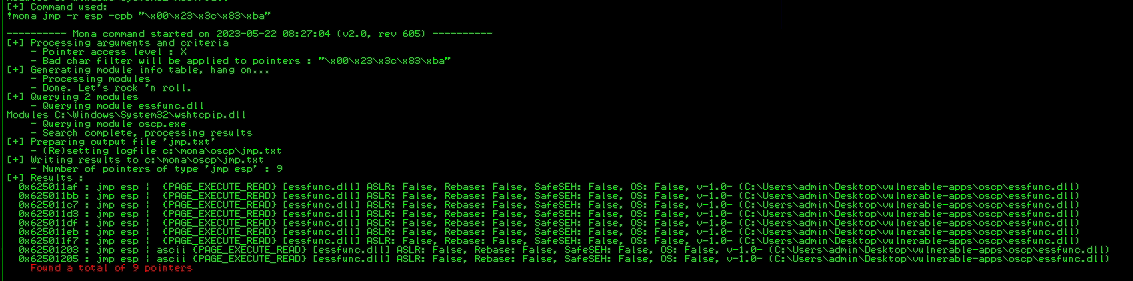 [+] Command used:
!mona jmp -r esp -cpb "\x00\x23\x3c\x83\xba"
---------- Mona command started on 2023-05-22 08:27:04 (v2.0, rev 605) ----------
[+] Processing arguments and criteria
- Pointer access level : X
- Bad char filter will be applied to pointers : "\x00\x23\x3c\x83\xba"
[+] Generating module info table, hang on...
- Processing modules
- Done. Let's rock 'n roll.
[+] Querying 2 modules
- Querying module essfunc.dll
Modules C:\Windows\System32\wshtcpip.dll
- Querying module oscp.exe
- Search complete, processing results
[+] Preparing output file 'jmp.txt'
- (Re)setting logfile c:\mona\oscp\jmp.txt
[+] Writing results to c:\mona\oscp\jmp.txt
- Number of pointers of type 'jmp esp' : 9
[+] Results :
0x625011af : jmp esp | {PAGE_EXECUTE_READ} [essfunc.dll] ASLR: False, Rebase: False, SafeSEH: False, OS: False, v-1.0- (C:\Users\admin\Desktop\vulnerable-apps\oscp\essfunc.dll)
0x625011bb : jmp esp | {PAGE_EXECUTE_READ} [essfunc.dll] ASLR: False, Rebase: False, SafeSEH: False, OS: False, v-1.0- (C:\Users\admin\Desktop\vulnerable-apps\oscp\essfunc.dll)
0x625011c7 : jmp esp | {PAGE_EXECUTE_READ} [essfunc.dll] ASLR: False, Rebase: False, SafeSEH: False, OS: False, v-1.0- (C:\Users\admin\Desktop\vulnerable-apps\oscp\essfunc.dll)
0x625011d3 : jmp esp | {PAGE_EXECUTE_READ} [essfunc.dll] ASLR: False, Rebase: False, SafeSEH: False, OS: False, v-1.0- (C:\Users\admin\Desktop\vulnerable-apps\oscp\essfunc.dll)
0x625011df : jmp esp | {PAGE_EXECUTE_READ} [essfunc.dll] ASLR: False, Rebase: False, SafeSEH: False, OS: False, v-1.0- (C:\Users\admin\Desktop\vulnerable-apps\oscp\essfunc.dll)
0x625011eb : jmp esp | {PAGE_EXECUTE_READ} [essfunc.dll] ASLR: False, Rebase: False, SafeSEH: False, OS: False, v-1.0- (C:\Users\admin\Desktop\vulnerable-apps\oscp\essfunc.dll)
0x625011f7 : jmp esp | {PAGE_EXECUTE_READ} [essfunc.dll] ASLR: False, Rebase: False, SafeSEH: False, OS: False, v-1.0- (C:\Users\admin\Desktop\vulnerable-apps\oscp\essfunc.dll)
0x62501203 : jmp esp | ascii {PAGE_EXECUTE_READ} [essfunc.dll] ASLR: False, Rebase: False, SafeSEH: False, OS: False, v-1.0- (C:\Users\admin\Desktop\vulnerable-apps\oscp\essfunc.dll)
0x62501205 : jmp esp | ascii {PAGE_EXECUTE_READ} [essfunc.dll] ASLR: False, Rebase: False, SafeSEH: False, OS: False, v-1.0- (C:\Users\admin\Desktop\vulnerable-apps\oscp\essfunc.dll)
Found a total of 9 pointers